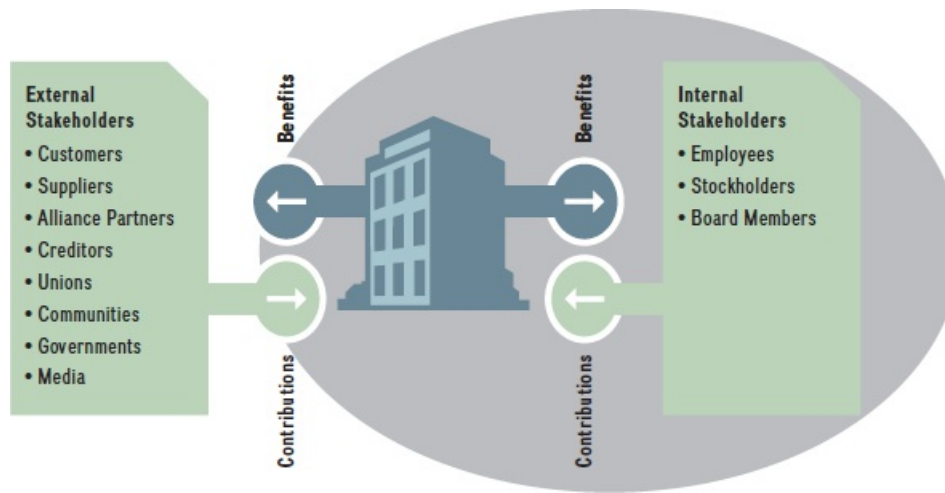 External
Stakeholders
• Customers
• Suppliers
• Alliance Partners
• Creditors
• Unions
• Communities
• Governments
• Media
Benefits
Contributions
Benefits
Contributions
Internal
Stakeholders
• Employees
• Stockholders
• Board Members